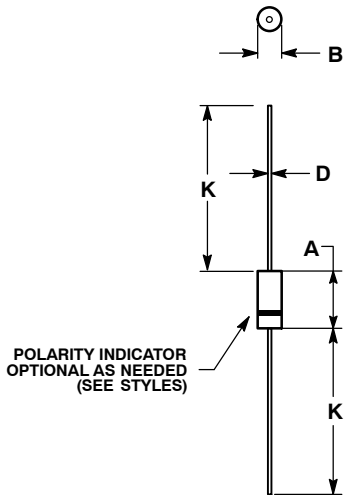 B
K
D
A
POLARITY INDICATOR
OPTIONAL AS NEEDED
(SEE STYLES)
K